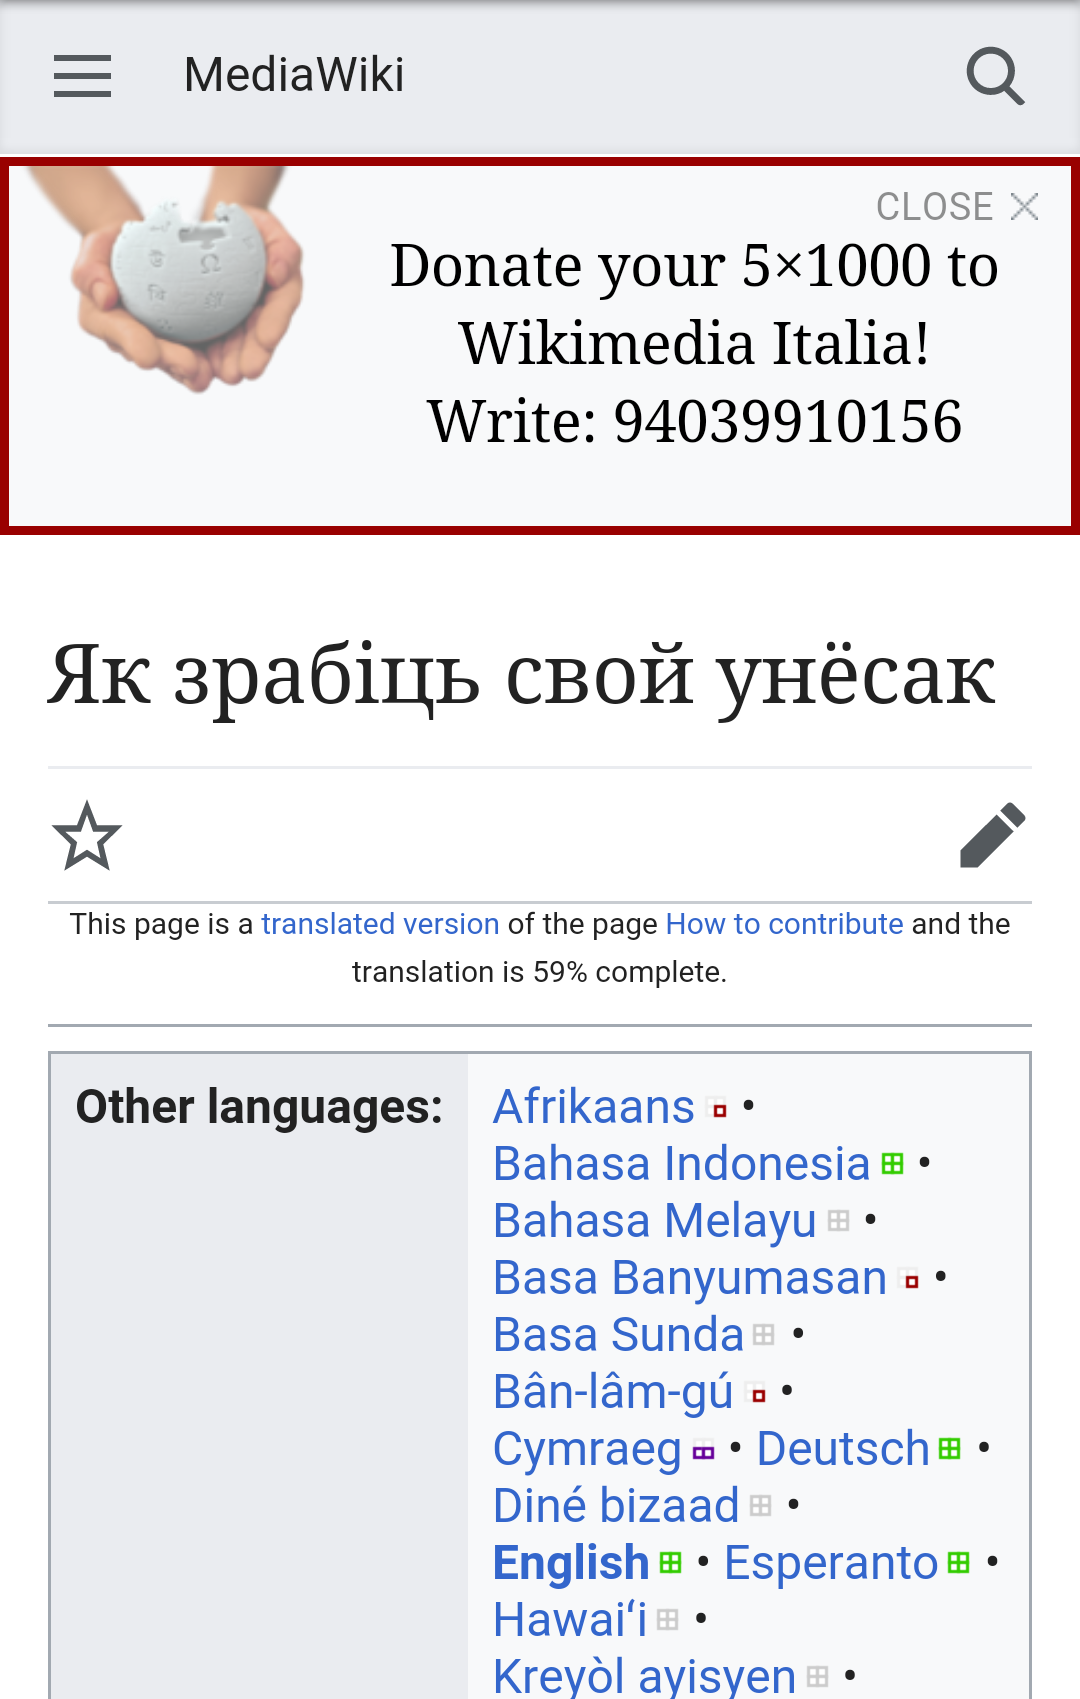 MediaWiki
CLOSE
Donate your 5×1000 to
Wikimedia Italia!
Write: 94039910156
Як зрабіць свой унёсак
This page is a translated version of the page How to contribute and the
translation is 59% complete.
Other languages:
Afrikaans •
Bahasa Indonesia •
Bahasa Melayu •
Basa Banyumasan •
Basa Sunda •
Bân-lâm-gú •
Cymraeg • Deutsch •
Diné bizaad •
English • Esperanto •
Hawaiʻi •
Kreyòl ayisyen •